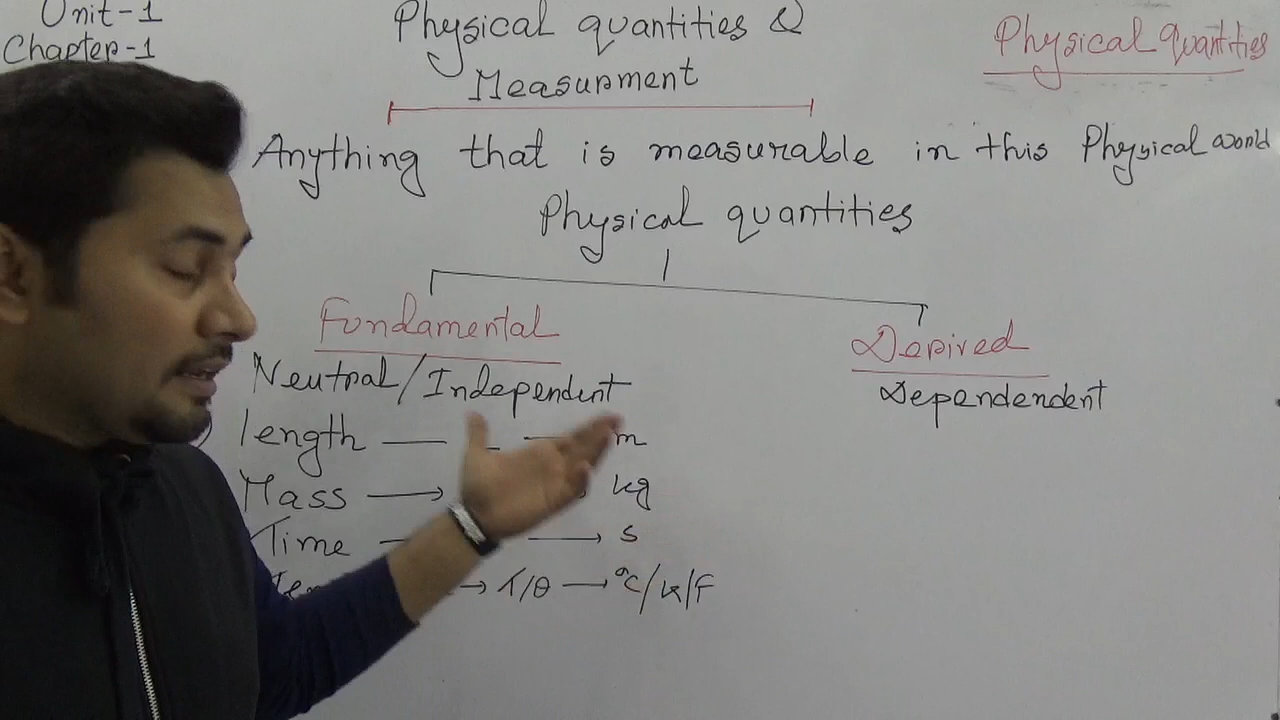 Unit-1
Chapter-1
Physical quantities &
Measurment
Physical quantities
Anything that is measurable in this Physical world
Physical quantities
Fundamental
Neutral/Independent
length — m
Mass → kg
Time → s
→ T/θ → °C/K/F
Derived
Dependendent